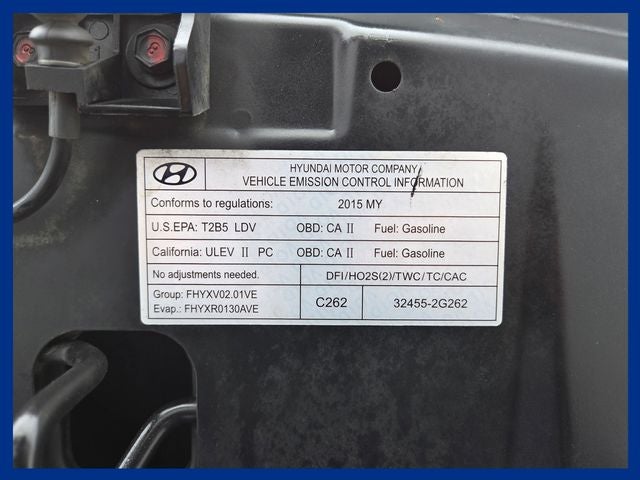 HYUNDAI MOTOR COMPANY
VEHICLE EMISSION CONTROL INFORMATION
Conforms to regulations: 2015 MY
U.S.EPA: T2B5 LDV OBD: CA II Fuel: Gasoline
California: ULEV II PC OBD: CA II Fuel: Gasoline
No adjustments needed. DFI/HO2S(2)/TWC/TC/CAC
Group: FHYXV02.01VE
Evap.: FHYXR0130AVE
C262 32455-2G262